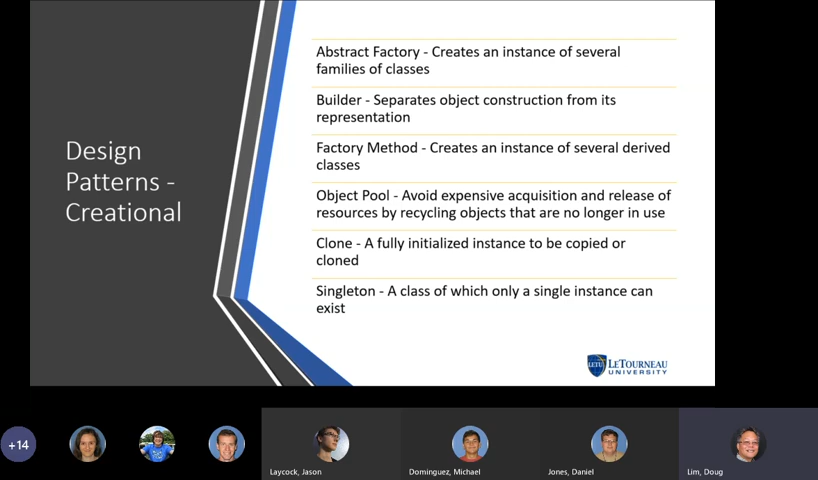 Design
Patterns -
Creational
Abstract Factory - Creates an instance of several
families of classes
Builder - Separates object construction from its
representation
Factory Method - Creates an instance of several derived
classes
Object Pool - Avoid expensive acquisition and release of
resources by recycling objects that are no longer in use
Clone - A fully initialized instance to be copied or
cloned
Singleton - A class of which only a single instance can
exist
LETU
LETOURNEAU
UNIVERSITY
+14
Laycock, Jason
Dominguez, Michael
Jones, Daniel
Lim, Doug